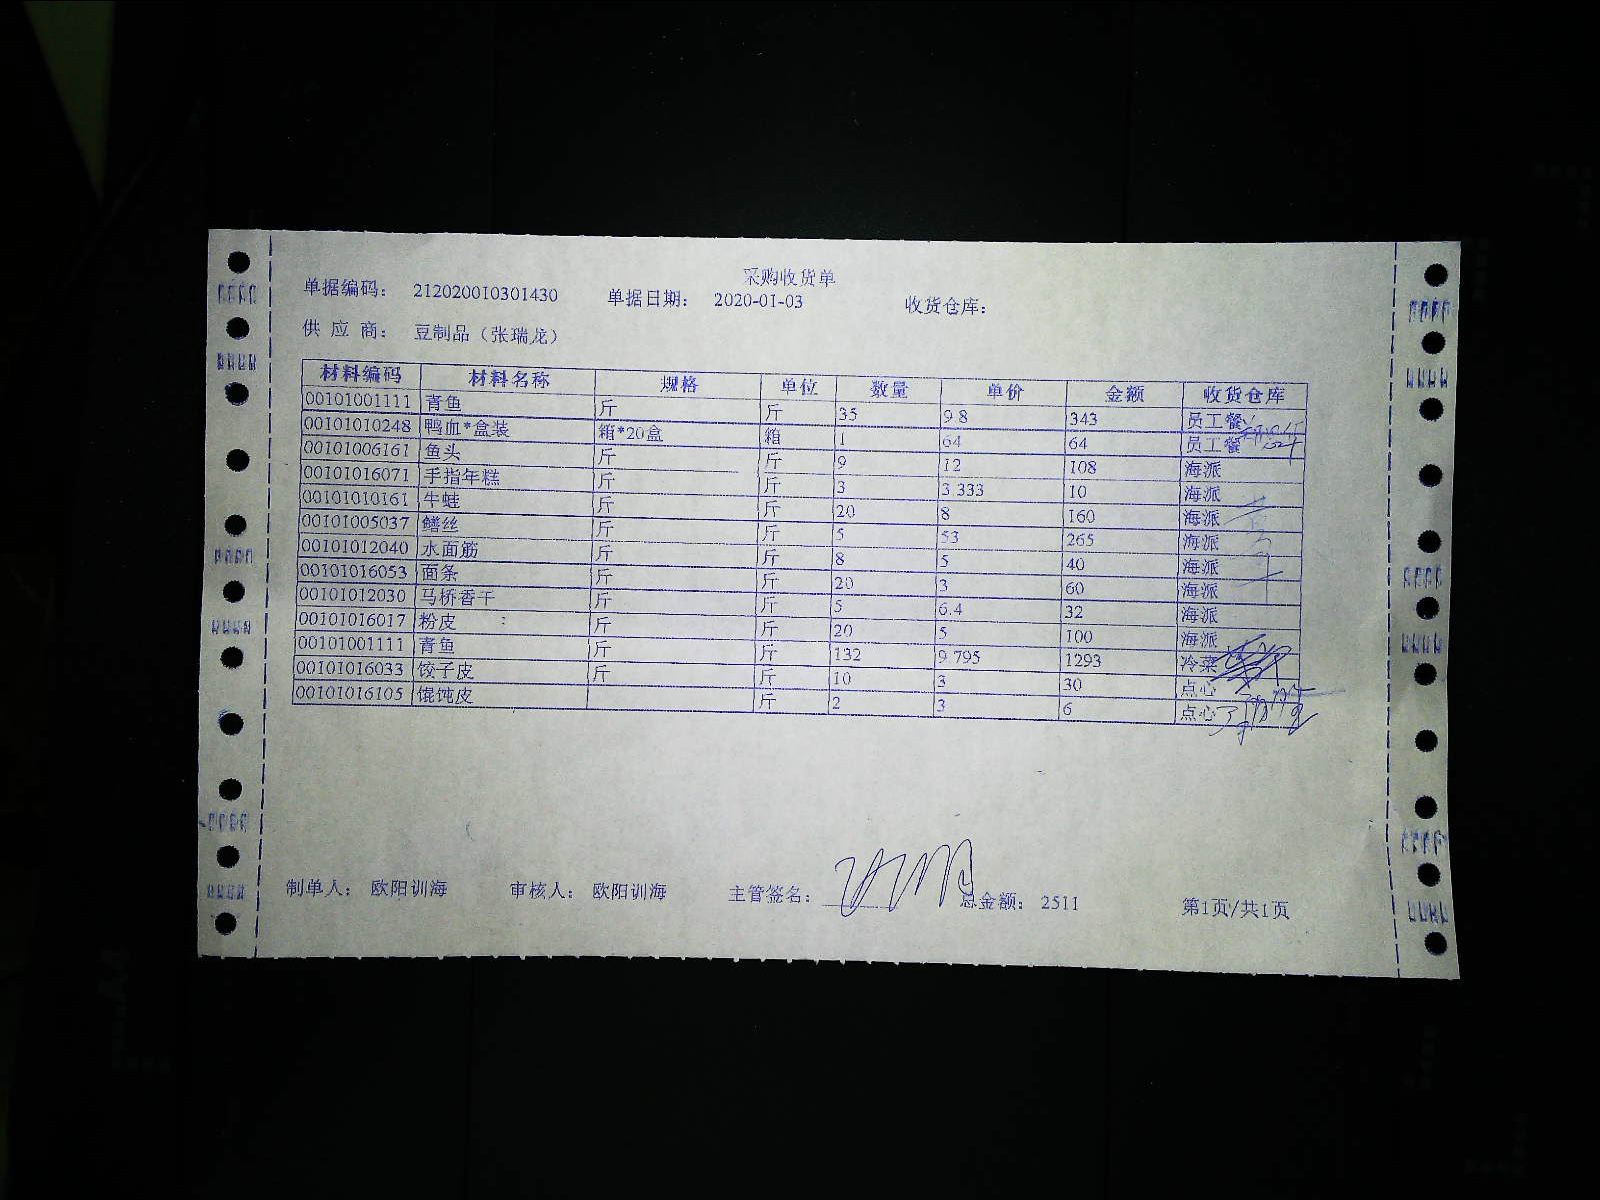 采购收货单
单据编码： 212020010301430 单据日期： 2020-01-03 收货仓库：
供 应 商： 豆制品（张瑞龙）
材料编码 材料名称 规格 单位 数量 单价 金额 收货仓库
00101001111 青鱼 斤 斤 35 9.8 343 员工餐
00101010248 鸭血*盒装 箱*20盒 箱 1 64 64 员工餐
00101006161 鱼头 斤 斤 9 12 108 海派
00101016071 手指年糕 斤 斤 3 3.333 10 海派
00101010161 牛蛙 斤 斤 20 8 160 海派
00101005037 鳝丝 斤 斤 5 53 265 海派
00101012040 水面筋 斤 斤 8 5 40 海派
00101016053 面条 斤 斤 20 3 60 海派
00101012030 马桥香干 斤 斤 5 6.4 32 海派
00101016017 粉皮 斤 斤 20 5 100 海派
00101001111 青鱼 斤 斤 132 9.795 1293 冷菜
00101016033 饺子皮 斤 斤 10 3 30 点心
00101016105 馄饨皮 斤 2 3 6 点心
制单人： 欧阳训海 审核人： 欧阳训海 主管签名： 总金额： 2511 第1页/共1页